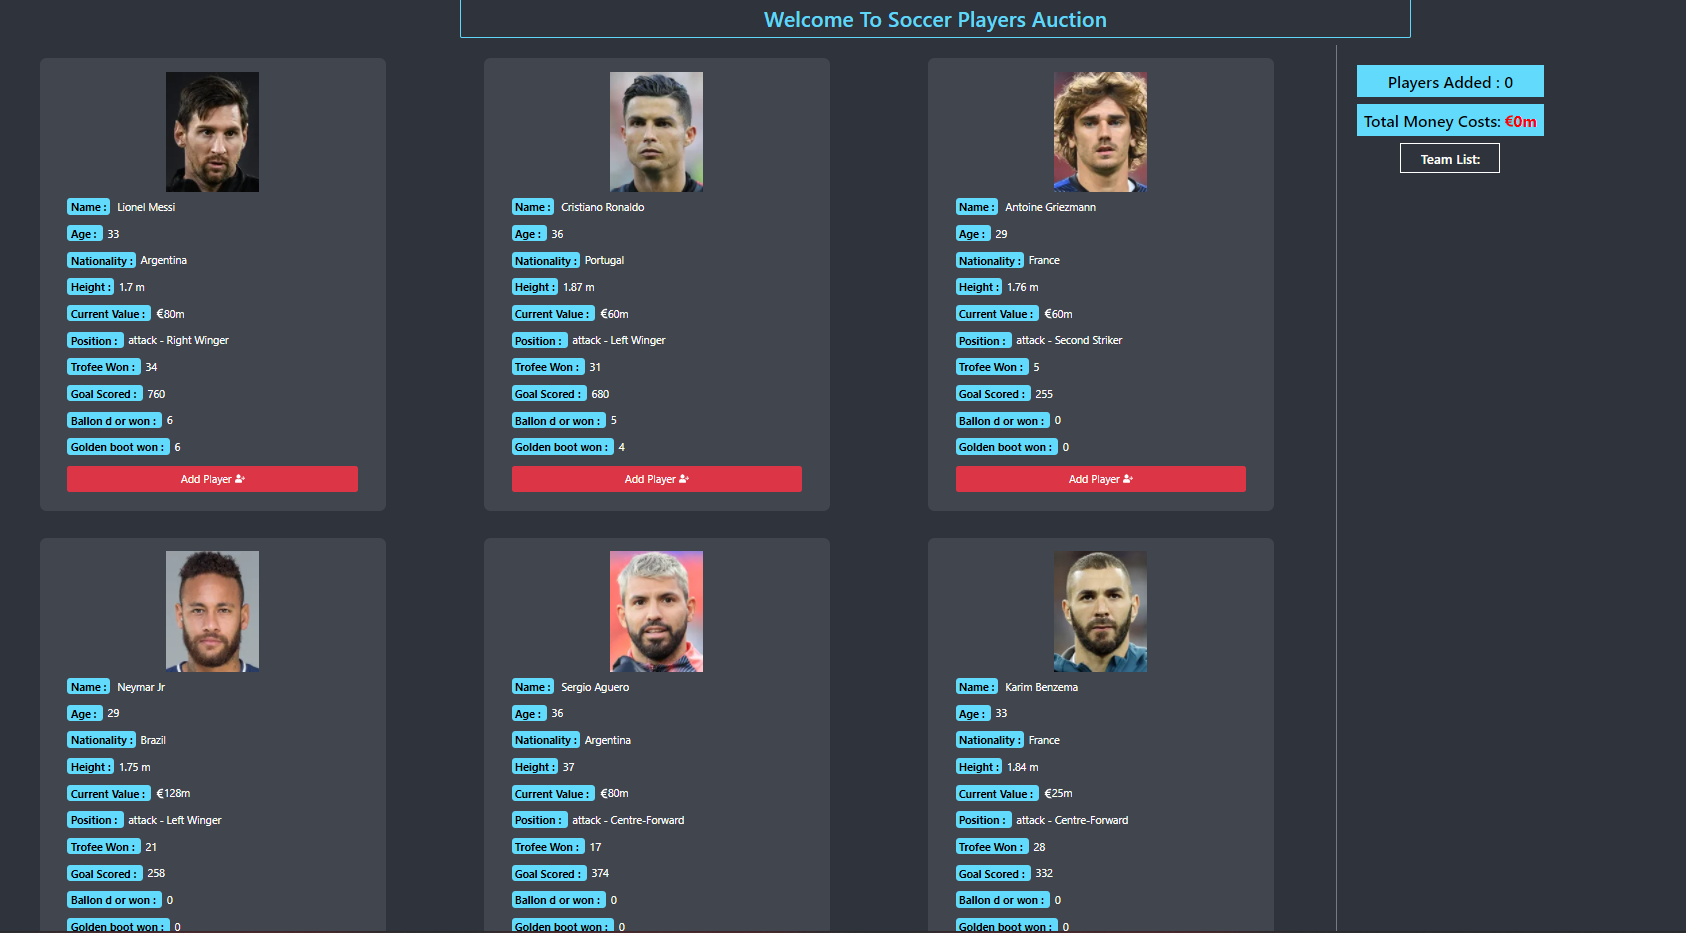 Welcome To Soccer Players Auction
Name : Lionel Messi
Age : 33
Nationality : Argentina
Height : 1.7 m
Current Value : €80m
Position : attack - Right Winger
Trofee Won : 34
Goal Scored : 760
Ballon d or won : 6
Golden boot won : 6
Add Player
Name : Cristiano Ronaldo
Age : 36
Nationality : Portugal
Height : 1.87 m
Current Value : €60m
Position : attack - Left Winger
Trofee Won : 31
Goal Scored : 680
Ballon d or won : 5
Golden boot won : 4
Add Player
Name : Antoine Griezmann
Age : 29
Nationality : France
Height : 1.76 m
Current Value : €60m
Position : attack - Second Striker
Trofee Won : 5
Goal Scored : 255
Ballon d or won : 0
Golden boot won : 0
Add Player
Name : Neymar Jr
Age : 29
Nationality : Brazil
Height : 1.75 m
Current Value : €128m
Position : attack - Left Winger
Trofee Won : 21
Goal Scored : 258
Ballon d or won : 0
Golden boot won : 0
Name : Sergio Aguero
Age : 36
Nationality : Argentina
Height : 37
Current Value : €80m
Position : attack - Centre-Forward
Trofee Won : 17
Goal Scored : 374
Ballon d or won : 0
Golden boot won : 0
Name : Karim Benzema
Age : 33
Nationality : France
Height : 1.84 m
Current Value : €25m
Position : attack - Centre-Forward
Trofee Won : 28
Goal Scored : 332
Ballon d or won : 0
Golden boot won : 0
Players Added : 0
Total Money Costs: €0m
Team List: